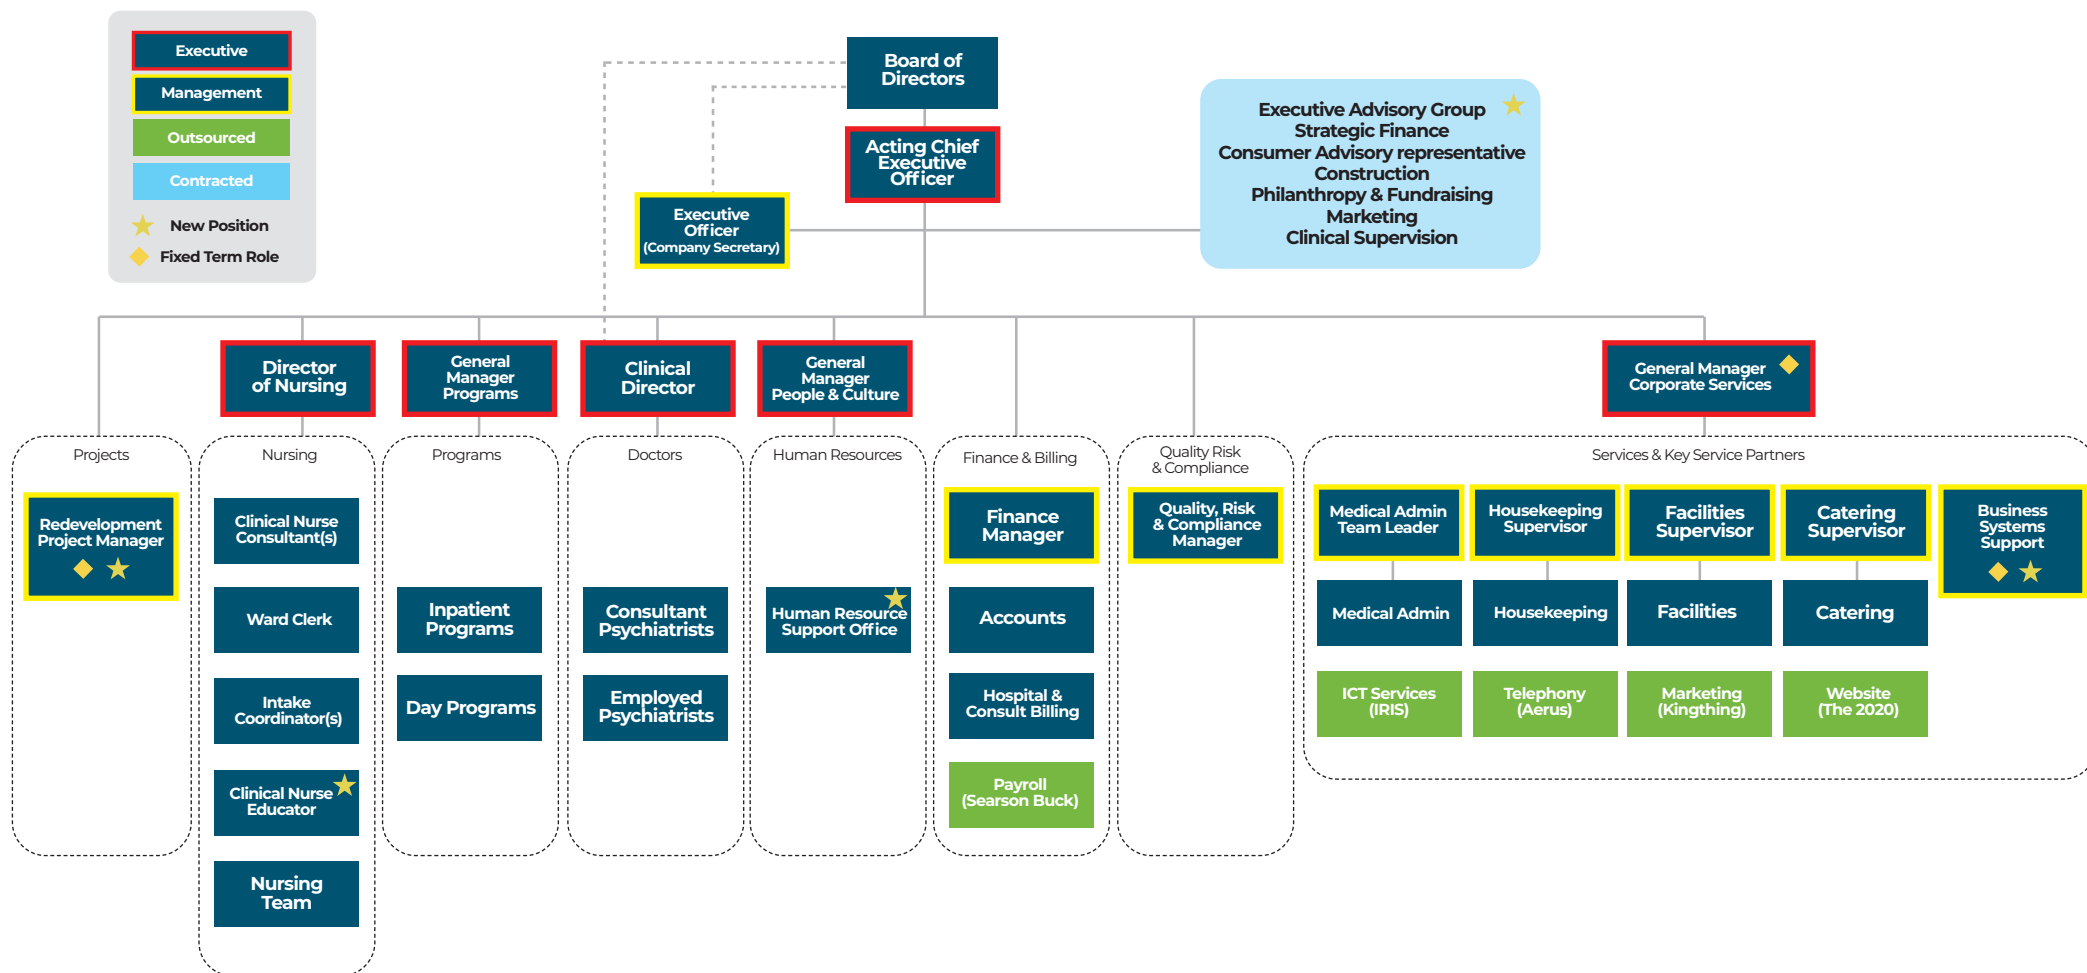 Executive
Management
Outsourced
Contracted
New Position
Fixed Term Role
Board of
Directors
Acting Chief
Executive
Officer
Executive
Officer
(Company Secretary)
Executive Advisory Group
Strategic Finance
Consumer Advisory representative
Construction
Philanthropy & Fundraising
Marketing
Clinical Supervision
Director
of Nursing
General
Manager
Programs
Clinical
Director
General
Manager
People & Culture
General Manager
Corporate Services
Projects
Redevelopment
Project Manager
Nursing
Clinical Nurse
Consultant(s)
Ward Clerk
Intake
Coordinator(s)
Clinical Nurse
Educator
Nursing
Team
Programs
Inpatient
Programs
Day Programs
Doctors
Consultant
Psychiatrists
Employed
Psychiatrists
Human Resources
Human Resource
Support Office
Finance & Billing
Finance
Manager
Accounts
Hospital &
Consult Billing
Payroll
(Searson Buck)
Quality Risk
& Compliance
Quality, Risk
& Compliance
Manager
Services & Key Service Partners
Medical Admin
Team Leader
Housekeeping
Supervisor
Facilities
Supervisor
Catering
Supervisor
Business
Systems
Support
Medical Admin
Housekeeping
Facilities
Catering
ICT Services
(IRIS)
Telephony
(Aerus)
Marketing
(Kingthing)
Website
(The 2020)